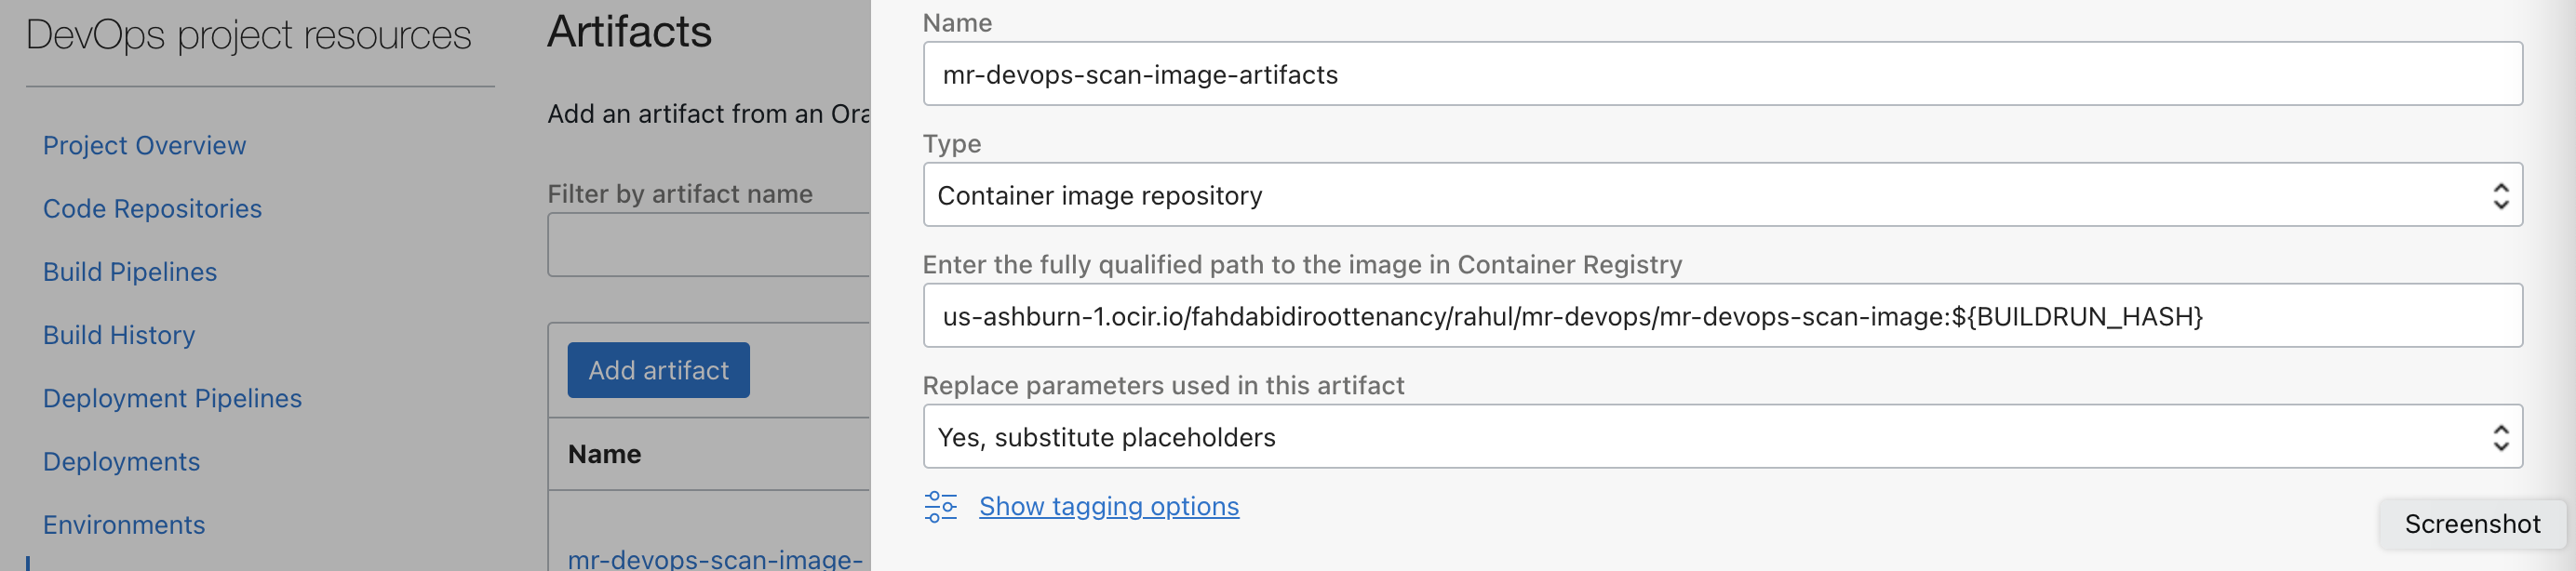 DevOps project resources
Project Overview
Code Repositories
Build Pipelines
Build History
Deployment Pipelines
Deployments
Environments
Artifacts
Add an artifact from an Ora
Filter by artifact name
Add artifact
Name
mr-devops-scan-image-
Name
mr-devops-scan-image-artifacts
Type
Container image repository
Enter the fully qualified path to the image in Container Registry
us-ashburn-1.ocir.io/fahdabidiroottenancy/rahul/mr-devops/mr-devops-scan-image:${BUILDRUN_HASH}
Replace parameters used in this artifact
Yes, substitute placeholders
Show tagging options
Screenshot